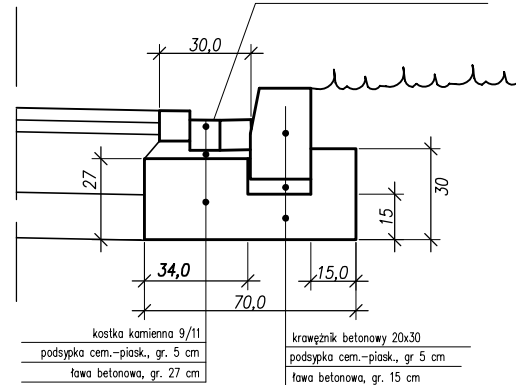 30,0
27
30
15
34,0
15,0
70,0
kostka kamienna 9/11
podsypka cem.-piask., gr. 5 cm
ława betonowa, gr. 27 cm
krawężnik betonowy 20x30
podsypka cem.-piask., gr 5 cm
ława betonowa, gr. 15 cm